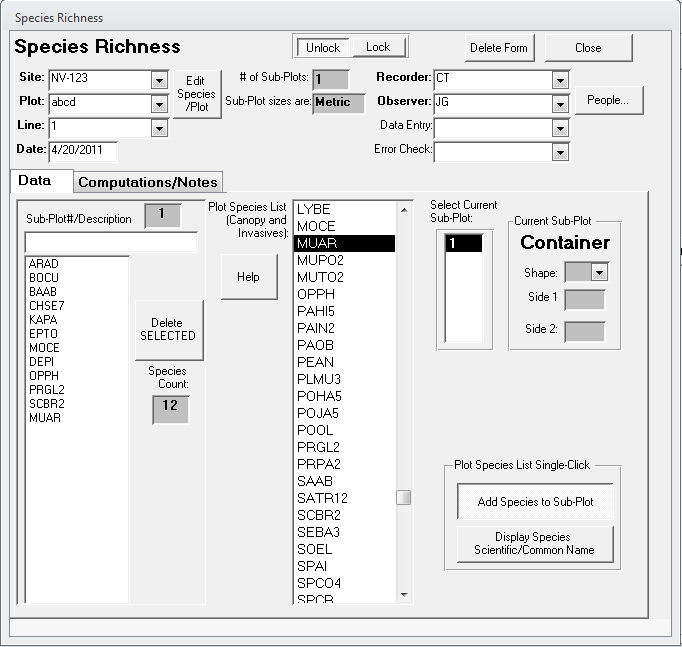 Species Richness
Species Richness
Unlock
Lock
Delete Form
Close
Site: NV-123
Plot: abcd
Line: 1
Date: 4/20/2011
Edit
Species
/Plot
# of Sub-Plots: 1
Sub-Plot sizes are: Metric
Recorder: CT
Observer: JG
Data Entry:
Error Check:
People...
Data
Computations/Notes
Sub-Plot#/Description 1
ARAD
BOCU
BAAB
CHSE7
KAPA
EPTO
MOCE
DEPI
OPPH
PRGL2
SCBR2
MUAR
Delete
SELECTED
Species
Count:
12
Plot Species List
(Canopy and
Invasives):
Help
LYBE
MOCE
MUAR
MUPO2
MUTO2
OPPH
PAHI5
PAIN2
PAOB
PEAN
PLMU3
POHA5
POJA5
POOL
PRGL2
PRPA2
SAAB
SATR12
SCBR2
SEBA3
SOEL
SPAI
SPCO4
SPCR
Select Current
Sub-Plot:
1
Current Sub-Plot
Container
Shape:
Side 1
Side 2:
Plot Species List Single-Click
Add Species to Sub-Plot
Display Species
Scientific/Common Name